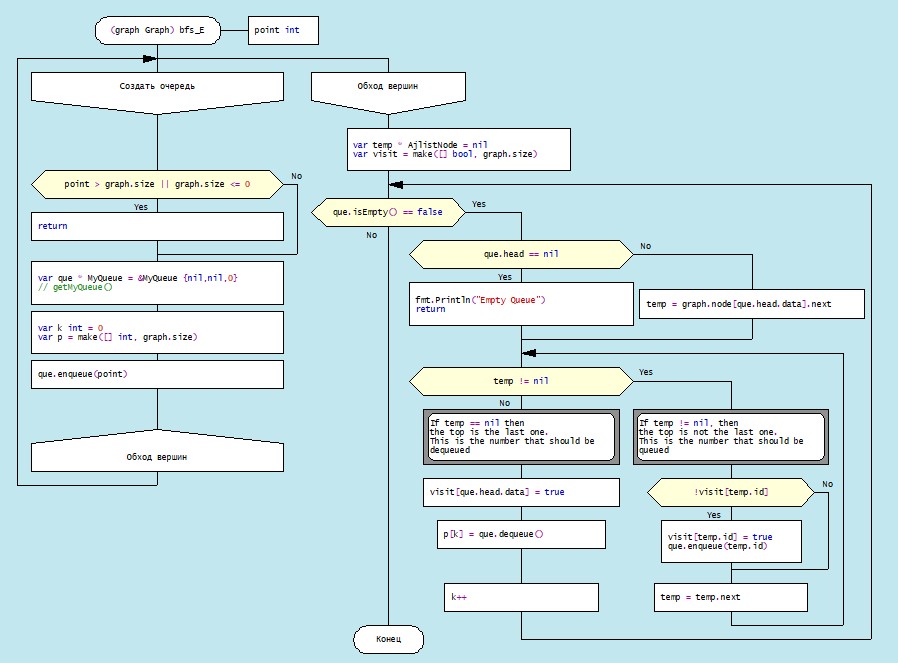 (graph Graph) bfs_E
point int
Создать очередь
point > graph.size || graph.size <= 0
No
Yes
return
var que * MyQueue = &MyQueue {nil,nil,0}
// getMyQueue()
var k int = 0
var p = make([] int, graph.size)
que.enqueue(point)
Обход вершин
Обход вершин
var temp * AjlistNode = nil
var visit = make([] bool, graph.size)
que.isEmpty() == false
Yes
No
que.head == nil
No
Yes
fmt.Println("Empty Queue")
return
temp = graph.node[que.head.data].next
temp != nil
Yes
No
If temp == nil then
the top is the last one.
This is the number that should be
dequeued
visit[que.head.data] = true
p[k] = que.dequeue()
k++
If temp != nil, then
the top is not the last one.
This is the number that should be
queued
!visit[temp.id]
No
Yes
visit[temp.id] = true
que.enqueue(temp.id)
temp = temp.next
Конец